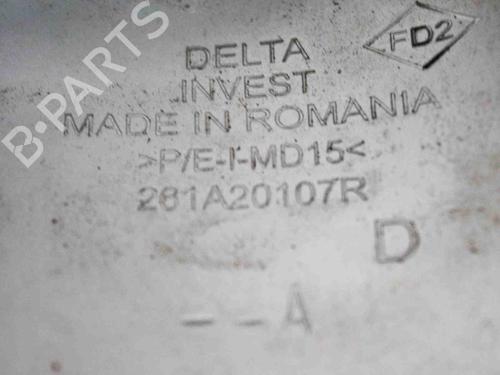 B-PARTS
FD2
DELTA
INVEST
MADE IN ROMANIA
>P/E-I-MD15<
281A20107R
D
--A